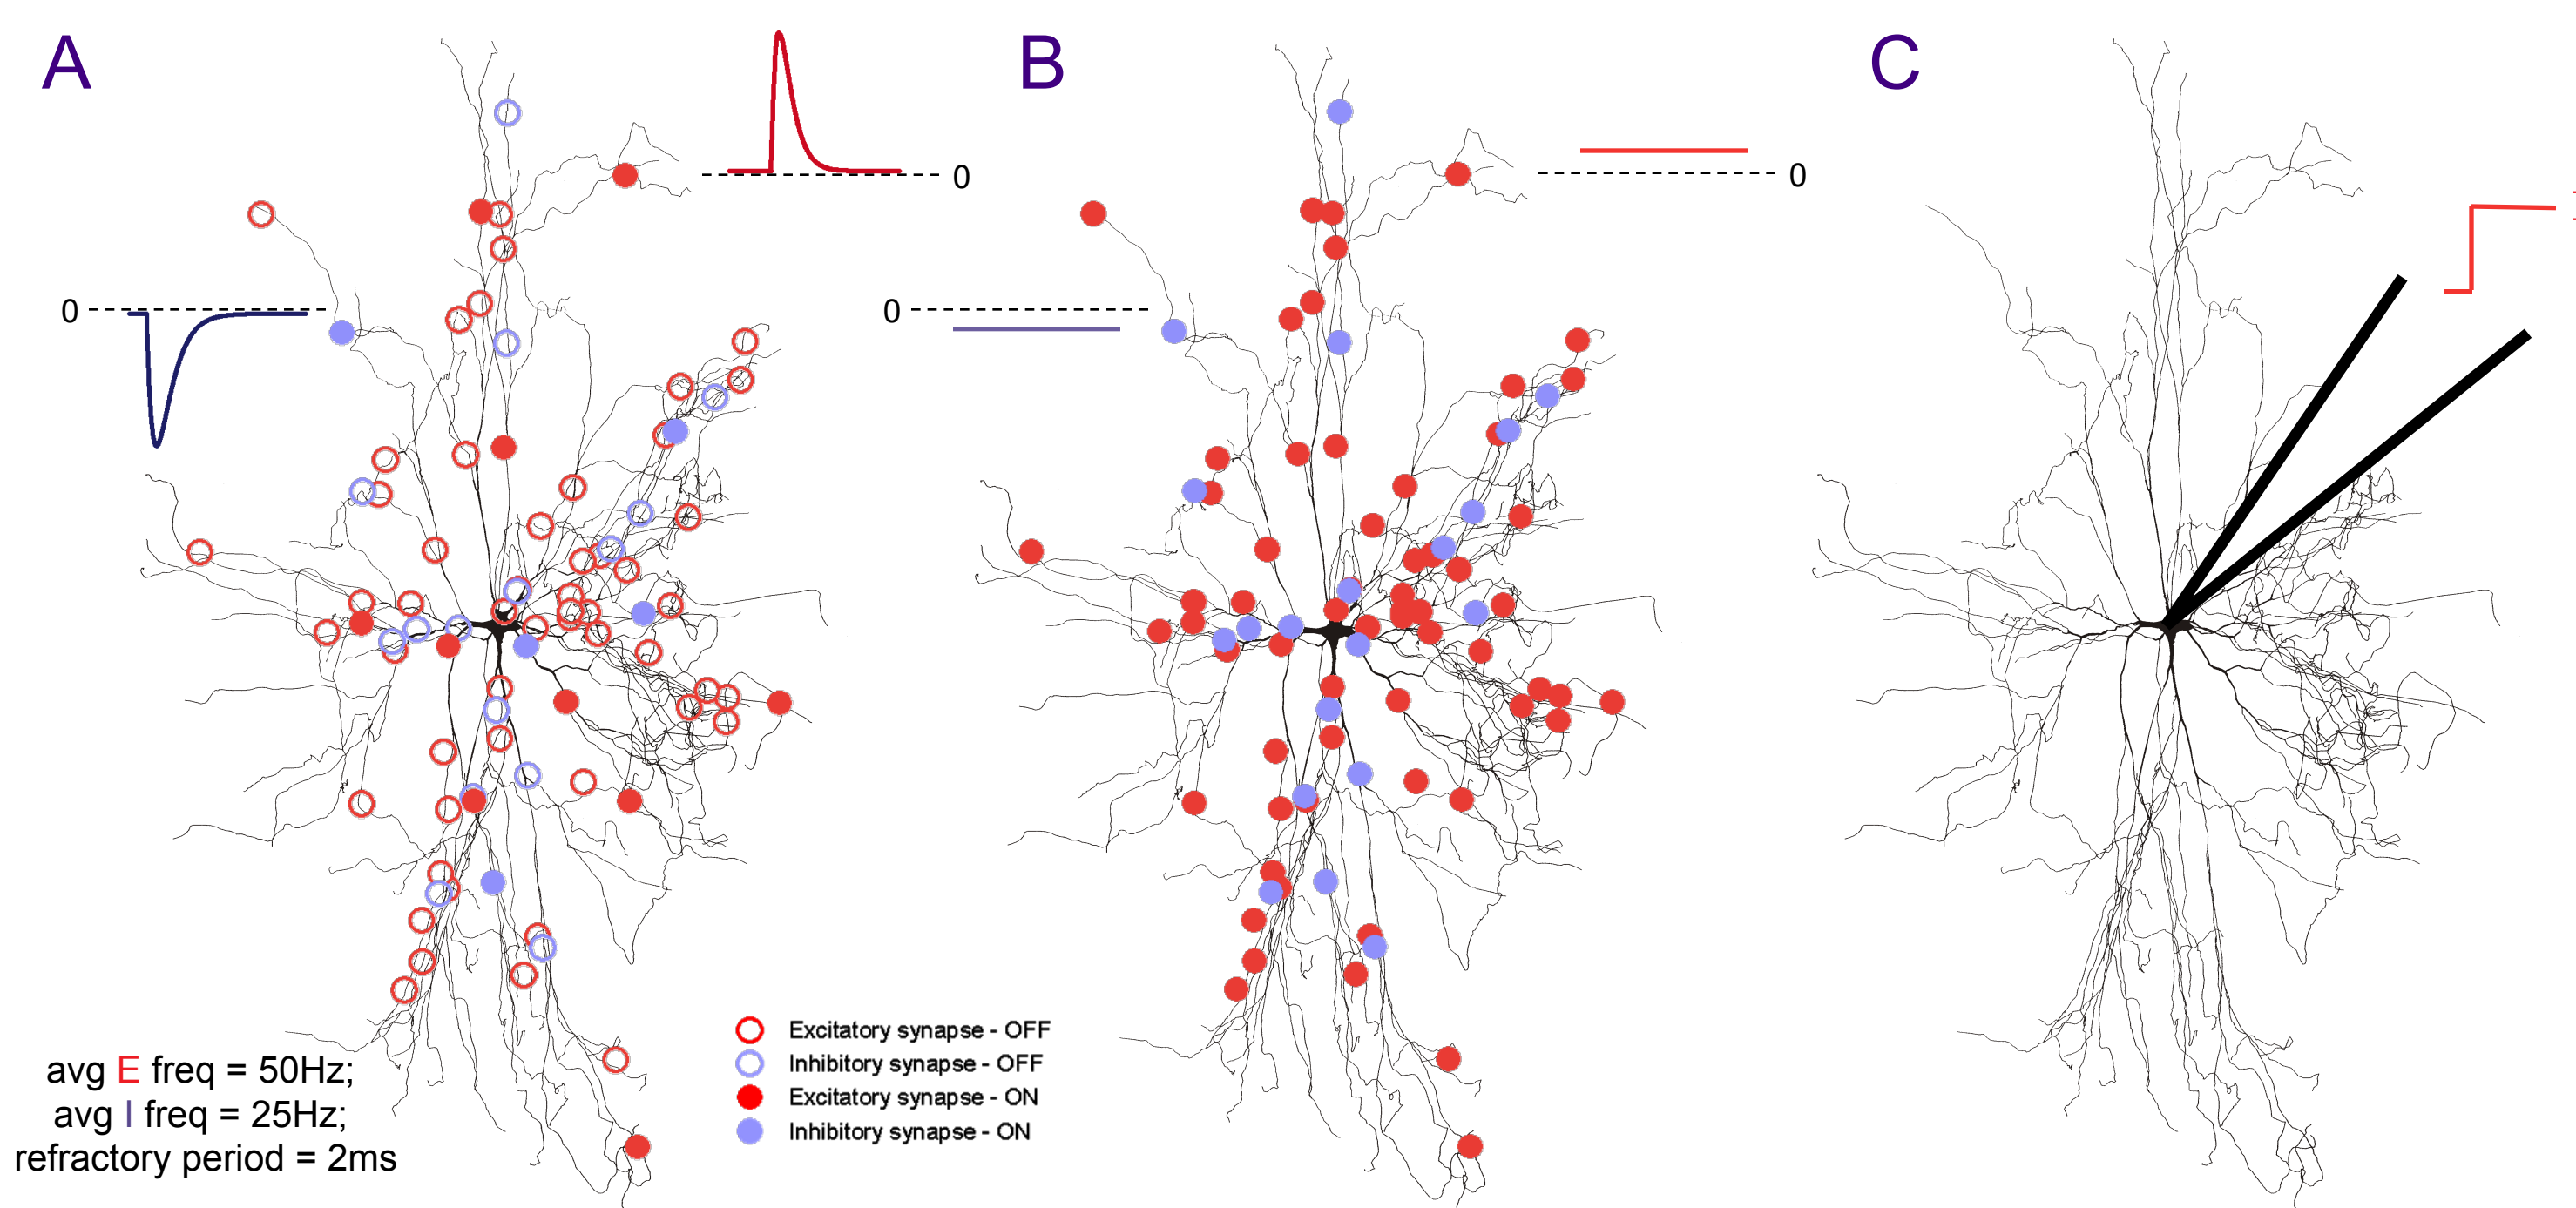 A
B
C
0
0
0
0
Excitatory synapse - OFF
Inhibitory synapse - OFF
Excitatory synapse - ON
Inhibitory synapse - ON
avg E freq = 50Hz;
avg I freq = 25Hz;
refractory period = 2ms